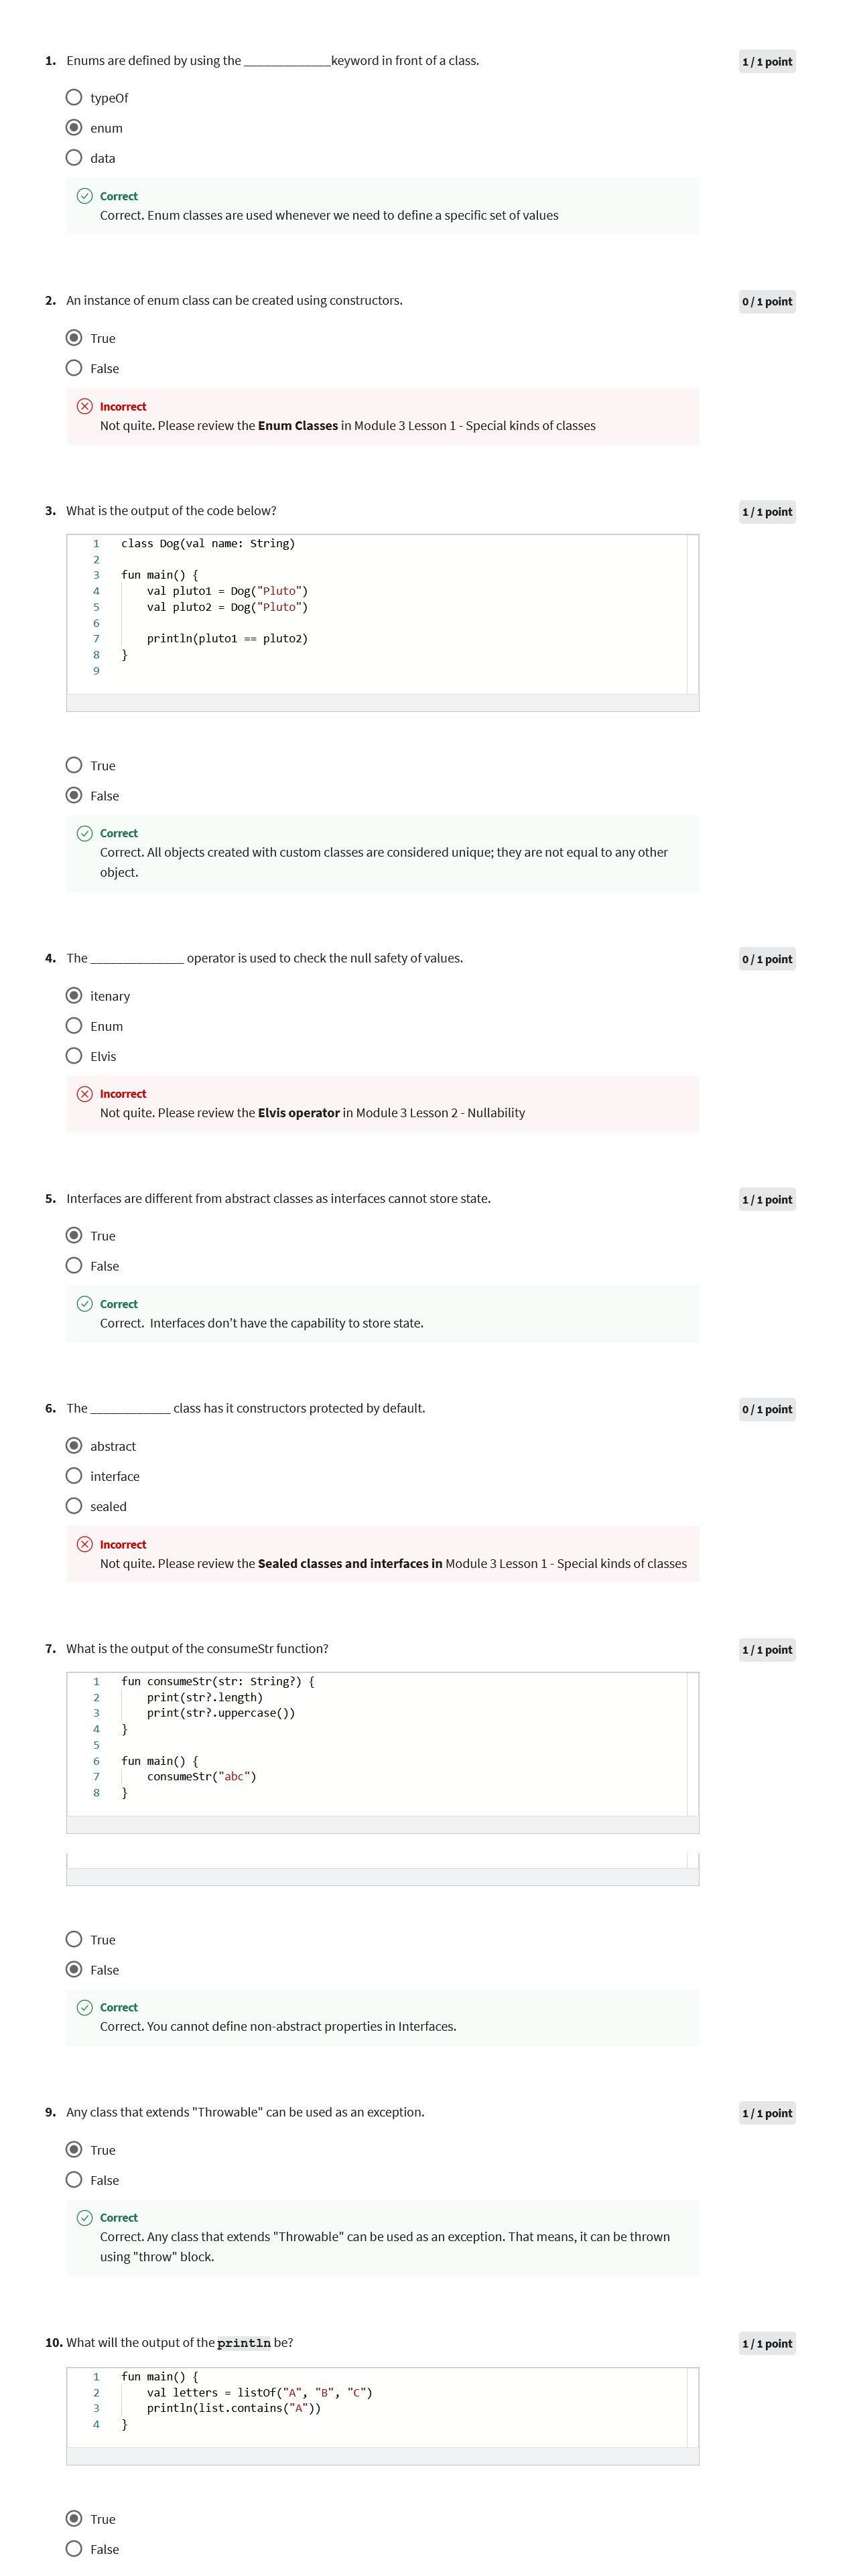 1. Enums are defined by using the _____________keyword in front of a class.
1 / 1 point
typeOf
enum
data
Correct
Correct. Enum classes are used whenever we need to define a specific set of values
2. An instance of enum class can be created using constructors.
0 / 1 point
True
False
Incorrect
Not quite. Please review the Enum Classes in Module 3 Lesson 1 - Special kinds of classes
3. What is the output of the code below?
1 / 1 point
1 class Dog(val name: String)
2
3 fun main() {
4     val pluto1 = Dog("Pluto")
5     val pluto2 = Dog("Pluto")
6
7     println(pluto1 == pluto2)
8 }
9
True
False
Correct
Correct. All objects created with custom classes are considered unique; they are not equal to any other
object.
4. The ______________ operator is used to check the null safety of values.
0 / 1 point
itenary
Enum
Elvis
Incorrect
Not quite. Please review the Elvis operator in Module 3 Lesson 2 - Nullability
5. Interfaces are different from abstract classes as interfaces cannot store state.
1 / 1 point
True
False
Correct
Correct.  Interfaces don’t have the capability to store state.
6. The ____________ class has it constructors protected by default.
0 / 1 point
abstract
interface
sealed
Incorrect
Not quite. Please review the Sealed classes and interfaces in Module 3 Lesson 1 - Special kinds of classes
7. What is the output of the consumeStr function?
1 / 1 point
1 fun consumeStr(str: String?) {
2     print(str?.length)
3     print(str?.uppercase())
4 }
5
6 fun main() {
7     consumeStr("abc")
8 }
True
False
Correct
Correct. You cannot define non-abstract properties in Interfaces.
9. Any class that extends "Throwable" can be used as an exception.
1 / 1 point
True
False
Correct
Correct. Any class that extends "Throwable" can be used as an exception. That means, it can be thrown
using "throw" block.
10. What will the output of the println be?
1 / 1 point
1 fun main() {
2     val letters = listOf("A", "B", "C")
3     println(list.contains("A"))
4 }
True
False